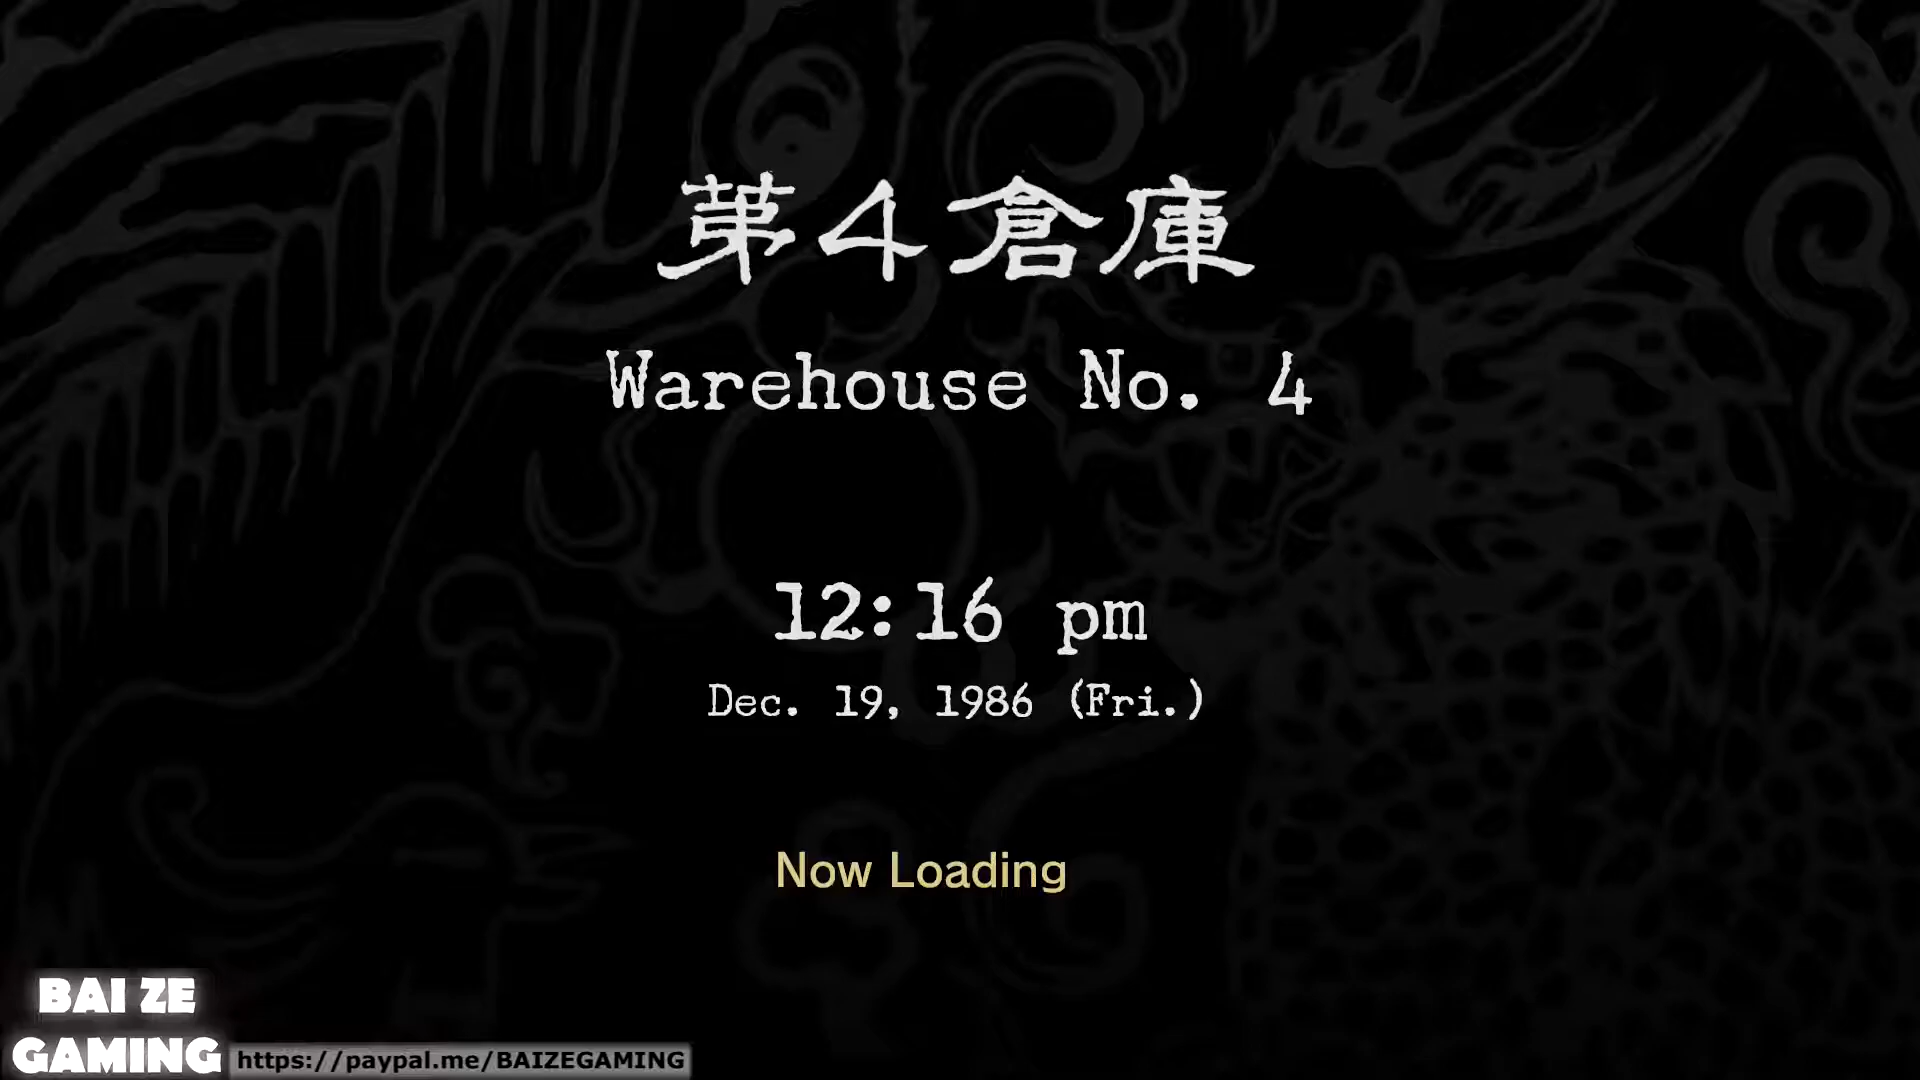 第4倉庫
Warehouse No. 4
12:16 pm
Dec. 19, 1986 (Fri.)
Now Loading
BAI ZE
GAMING
https://paypal.me/BAIZEGAMING